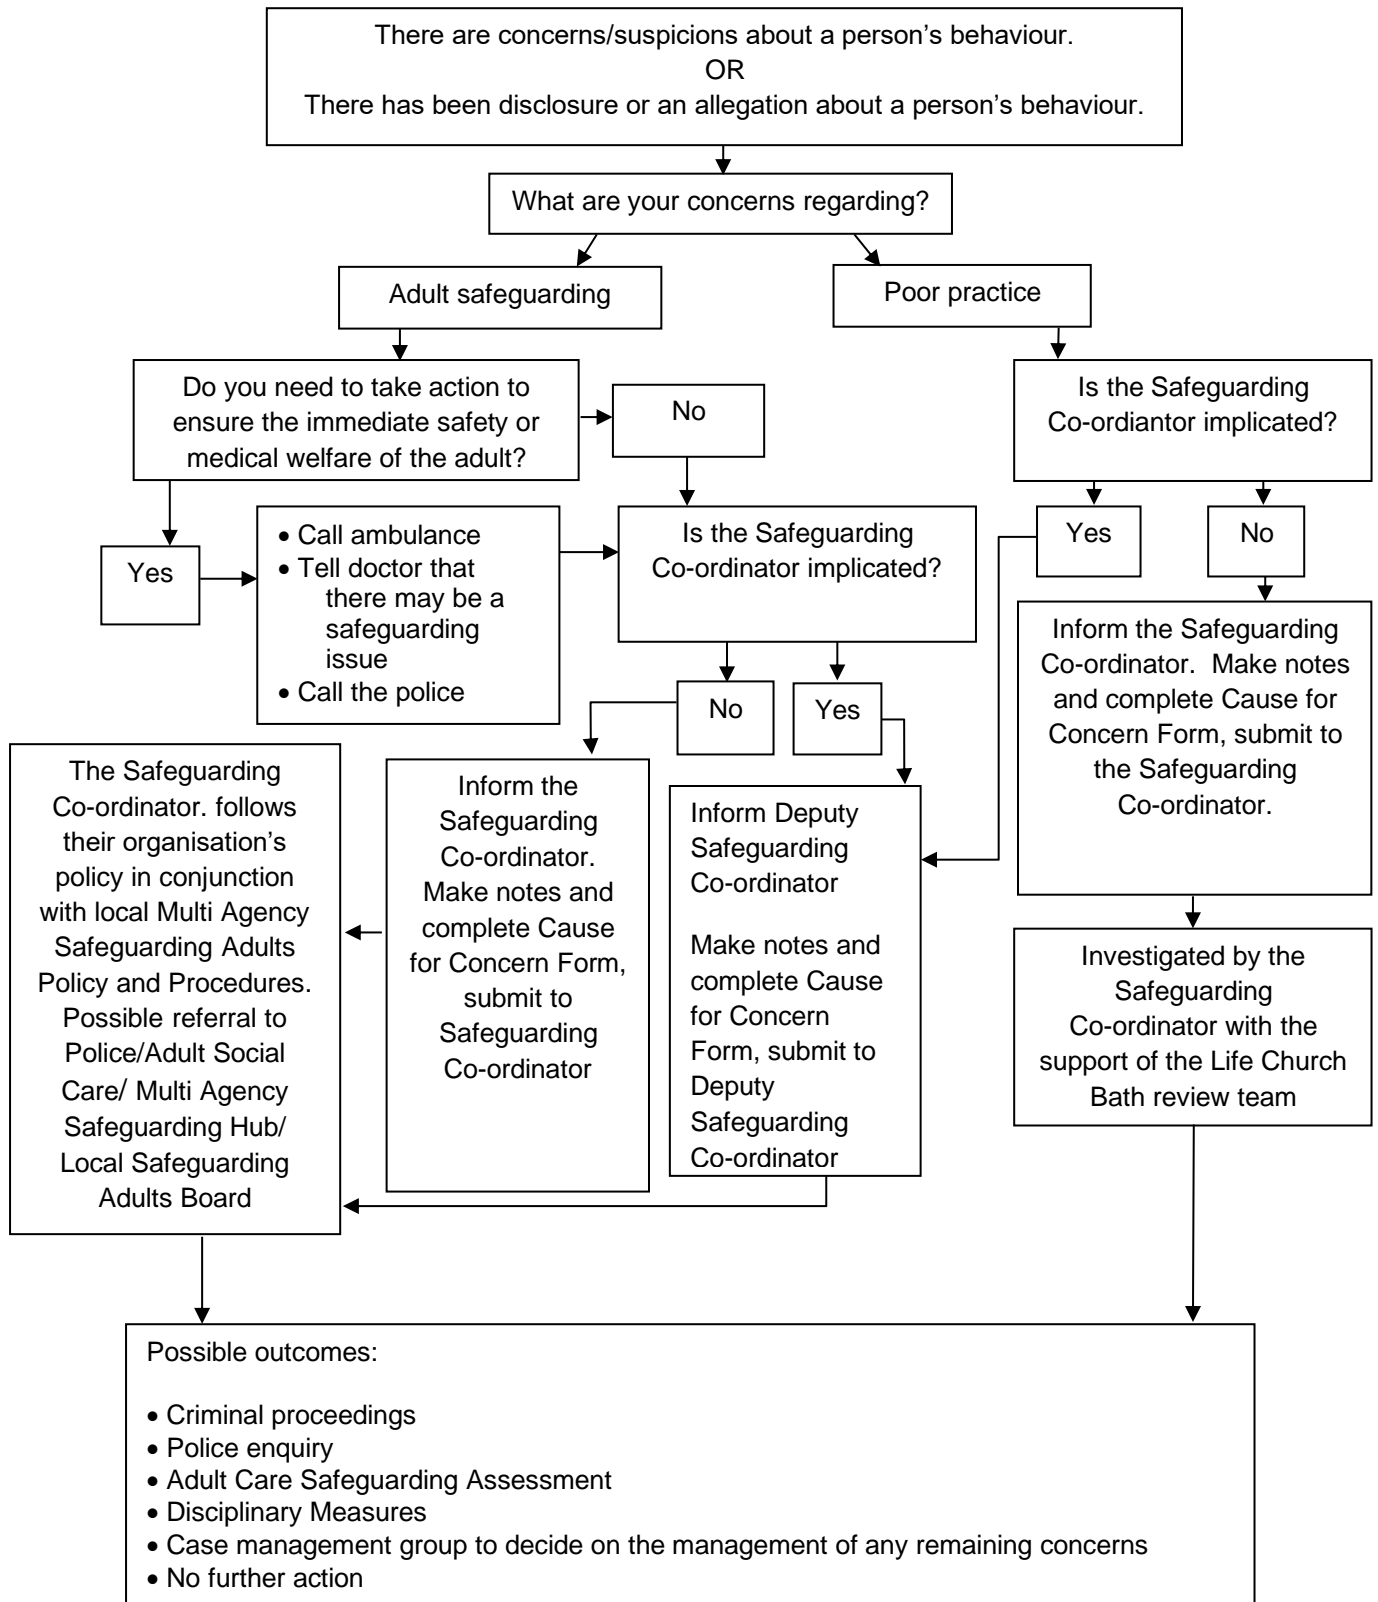 There are concerns/suspicions about a person’s behaviour.
OR
There has been disclosure or an allegation about a person’s behaviour.
What are your concerns regarding?
Adult safeguarding
Poor practice
Do you need to take action to
ensure the immediate safety or
medical welfare of the adult?
No
Is the Safeguarding
Co-ordiantor implicated?
Yes
• Call ambulance
• Tell doctor that
there may be a
safeguarding
issue
• Call the police
Is the Safeguarding
Co-ordinator implicated?
Yes
No
No
Yes
Inform the Safeguarding
Co-ordinator.  Make notes
and complete Cause for
Concern Form, submit to
the Safeguarding
Co-ordinator.
The Safeguarding
Co-ordinator. follows
their organisation’s
policy in conjunction
with local Multi Agency
Safeguarding Adults
Policy and Procedures.
Possible referral to
Police/Adult Social
Care/ Multi Agency
Safeguarding Hub/
Local Safeguarding
Adults Board
Inform the
Safeguarding
Co-ordinator.
Make notes and
complete Cause
for Concern Form,
submit to
Safeguarding
Co-ordinator
Inform Deputy
Safeguarding
Co-ordinator
Make notes and
complete Cause
for Concern
Form, submit to
Deputy
Safeguarding
Co-ordinator
Investigated by the
Safeguarding
Co-ordinator with the
support of the Life Church
Bath review team
Possible outcomes:
• Criminal proceedings
• Police enquiry
• Adult Care Safeguarding Assessment
• Disciplinary Measures
• Case management group to decide on the management of any remaining concerns
• No further action